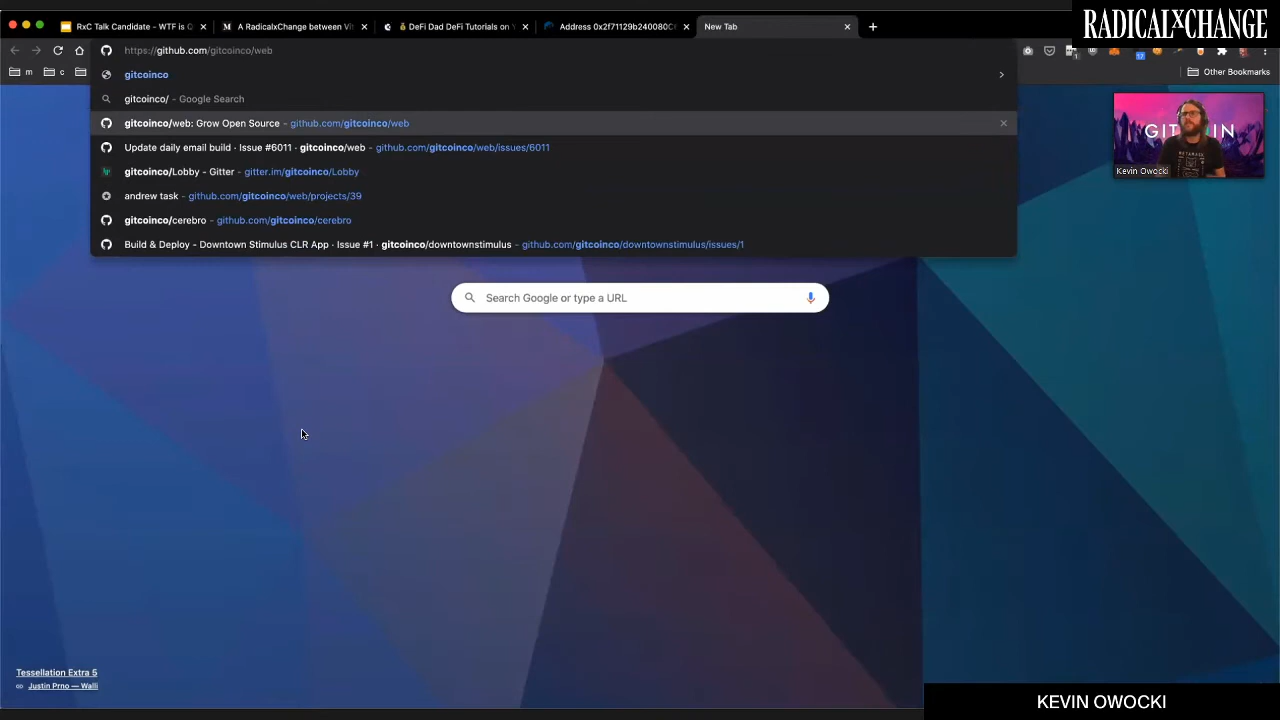 RxC Talk Candidate - WTF is Q
A RadicalxChange between Vi
DeFi Dad DeFi Tutorials on
Address 0x2f71129b240080C
New Tab
RADICALxCHANGE
https://github.com/gitcoinco/web
m
c
Other Bookmarks
gitcoinco
gitcoinco/ - Google Search
gitcoinco/web: Grow Open Source - github.com/gitcoinco/web
Update daily email build · Issue #6011 · gitcoinco/web - github.com/gitcoinco/web/issues/6011
gitcoinco/Lobby - Gitter - gitter.im/gitcoinco/Lobby
andrew task - github.com/gitcoinco/web/projects/39
gitcoinco/cerebro - github.com/gitcoinco/cerebro
Build & Deploy - Downtown Stimulus CLR App · Issue #1 · gitcoinco/downtownstimulus - github.com/gitcoinco/downtownstimulus/issues/1
Kevin Owocki
Search Google or type a URL
Tessellation Extra 5
Justin Prno — Walli
KEVIN OWOCKI